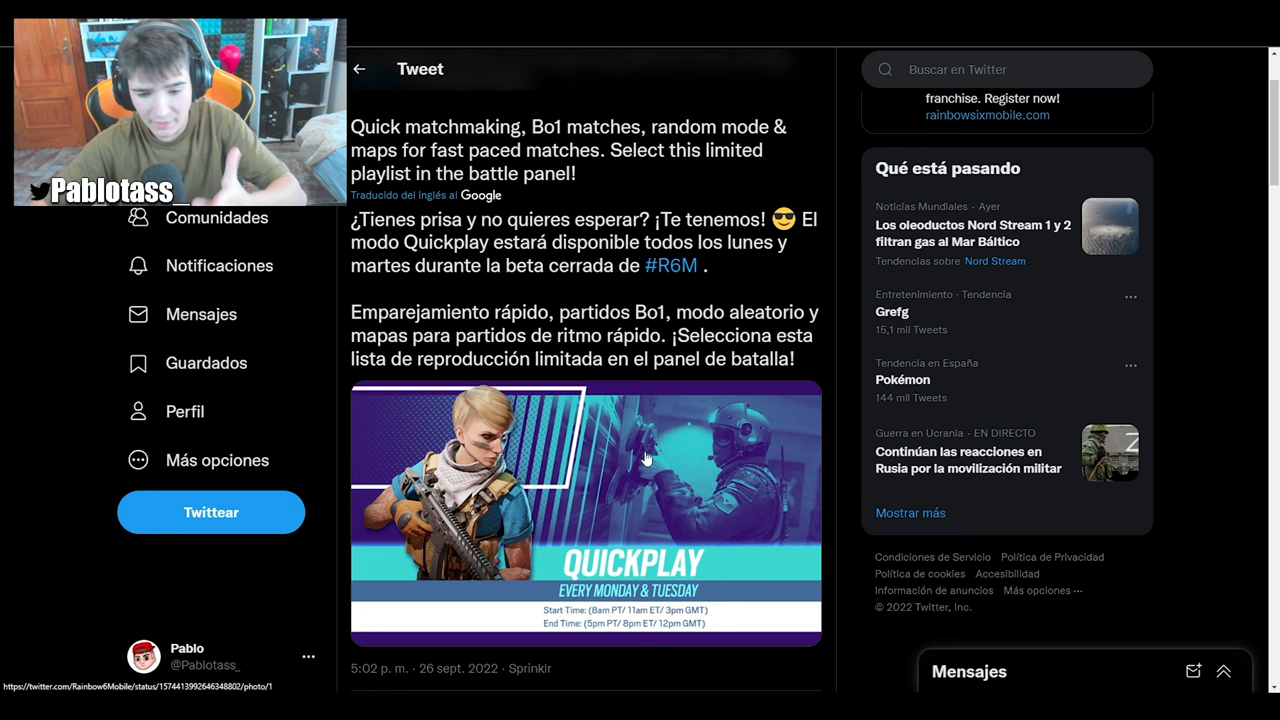 Pablotass_
Comunidades
Notificaciones
Mensajes
Guardados
Perfil
Más opciones
Twittear
Pablo
@Pablotass_
https://twitter.com/Rainbow6Mobile/status/1574413992646348802/photo/1
Tweet
Quick matchmaking, Bo1 matches, random mode &
maps for fast paced matches. Select this limited
playlist in the battle panel!
Traducido del inglés al Google
¿Tienes prisa y no quieres esperar? ¡Te tenemos! 😎 El
modo Quickplay estará disponible todos los lunes y
martes durante la beta cerrada de #R6M .
Emparejamiento rápido, partidos Bo1, modo aleatorio y
mapas para partidos de ritmo rápido. ¡Selecciona esta
lista de reproducción limitada en el panel de batalla!
QUICKPLAY
EVERY MONDAY & TUESDAY
Start Time: (8am PT/ 11am ET/ 3pm GMT)
End Time: (5pm PT/ 8pm ET/ 12pm GMT)
5:02 p. m. · 26 sept. 2022 · Sprinklr
Buscar en Twitter
franchise. Register now!
rainbowsixmobile.com
Qué está pasando
Noticias Mundiales · Ayer
Los oleoductos Nord Stream 1 y 2
filtran gas al Mar Báltico
Tendencias sobre Nord Stream
Entretenimiento · Tendencia
Grefg
15,1 mil Tweets
Tendencia en España
Pokémon
144 mil Tweets
Guerra en Ucrania · EN DIRECTO
Continúan las reacciones en
Rusia por la movilización militar
Z
Mostrar más
Condiciones de Servicio Política de Privacidad
Política de cookies Accesibilidad
Información de anuncios Más opciones ···
© 2022 Twitter, Inc.
Mensajes